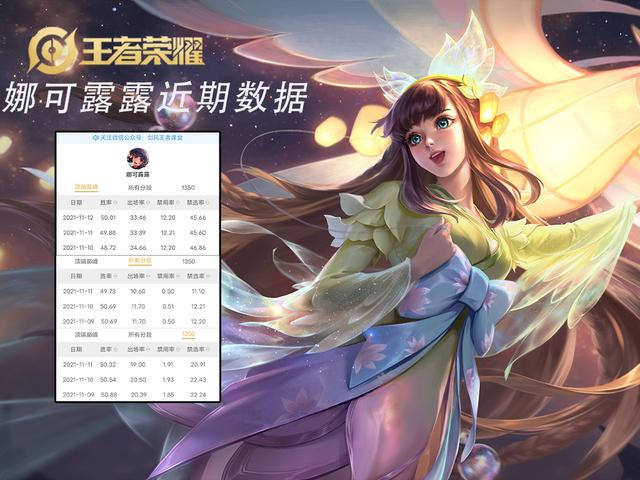 王者荣耀
娜可露露近期数据
关注微信公众号：剑风王者课堂
娜可露露
顶端巅峰 所有分段 1350
日期 胜率 出场率 禁用率 禁选率
2021-11-12 50.01 33.46 12.20 45.66
2021-11-11 49.88 33.39 12.21 45.60
2021-11-10 48.72 34.66 12.20 46.86
顶端巅峰 所有分段 1350
日期 胜率 出场率 禁用率 禁选率
2021-11-11 49.73 10.60 0.50 11.10
2021-11-10 50.69 11.70 0.51 12.21
2021-11-09 50.69 11.70 0.50 12.20
顶端巅峰 所有分段 1350
日期 胜率 出场率 禁用率 禁选率
2021-11-11 50.32 19.00 1.91 20.91
2021-11-10 50.54 20.50 1.93 22.43
2021-11-09 50.88 20.39 1.85 22.24